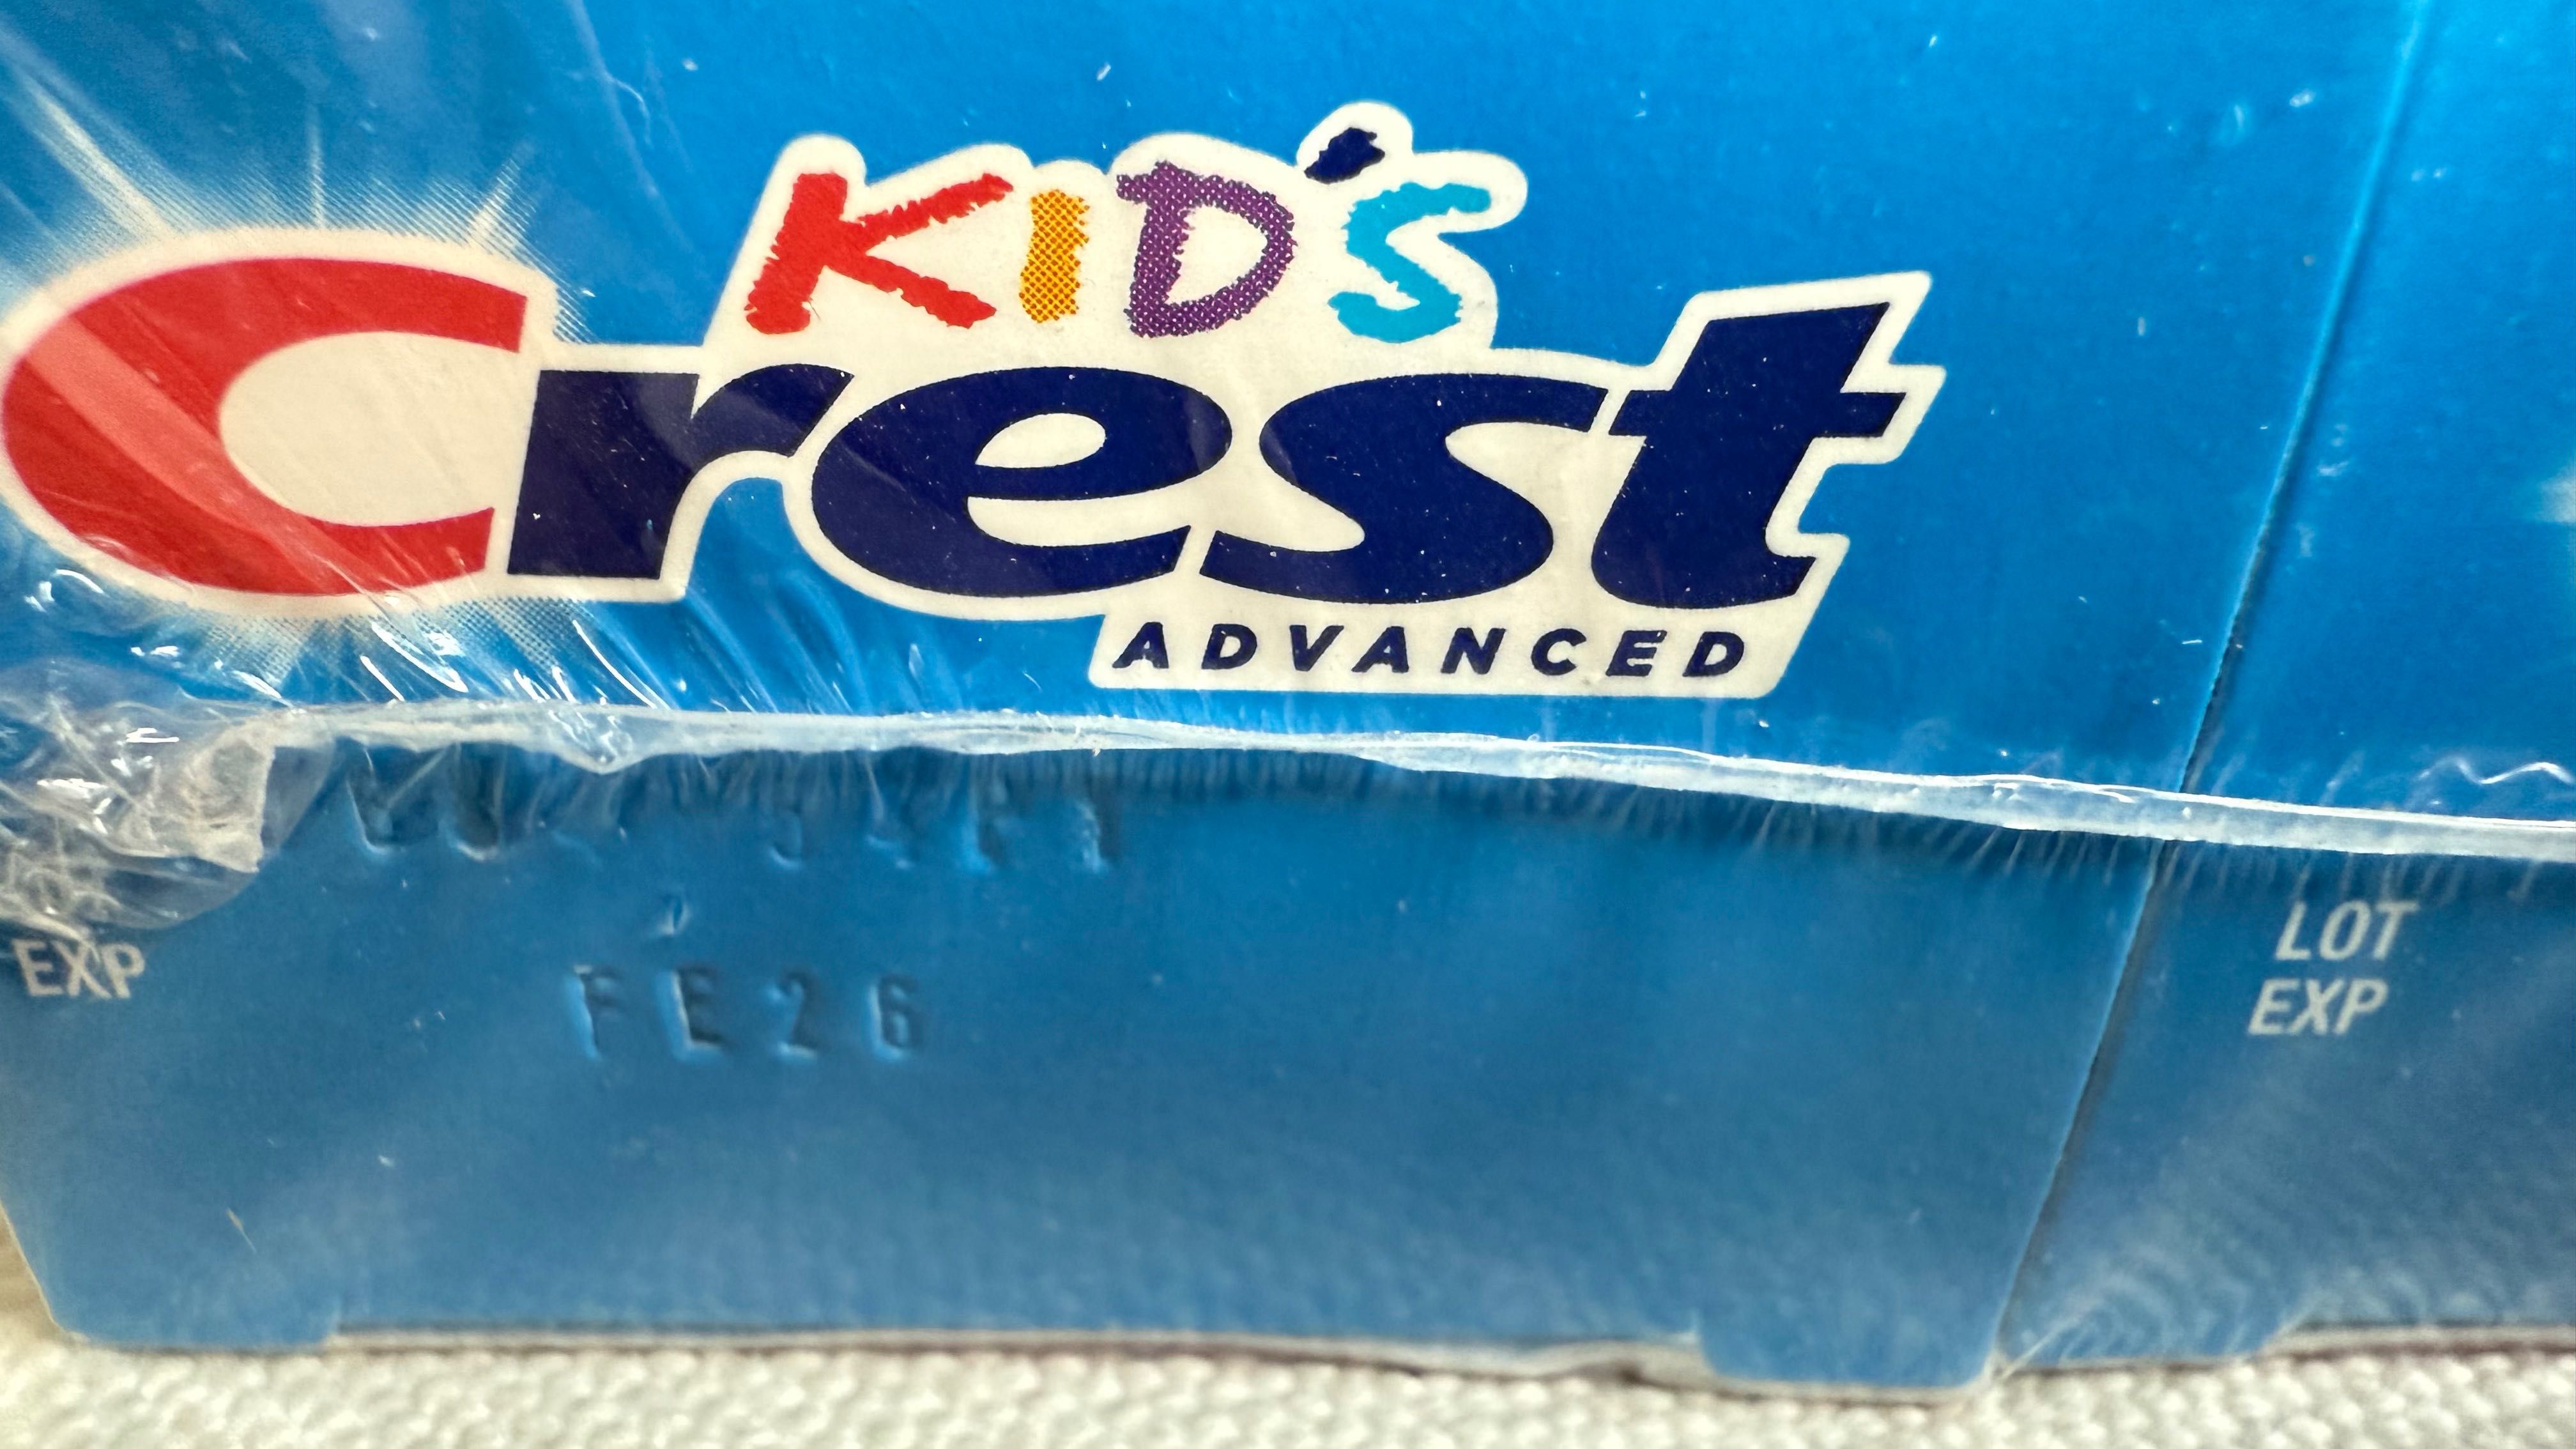 KID'S
Crest
ADVANCED
EXP
FE26
LOT
EXP